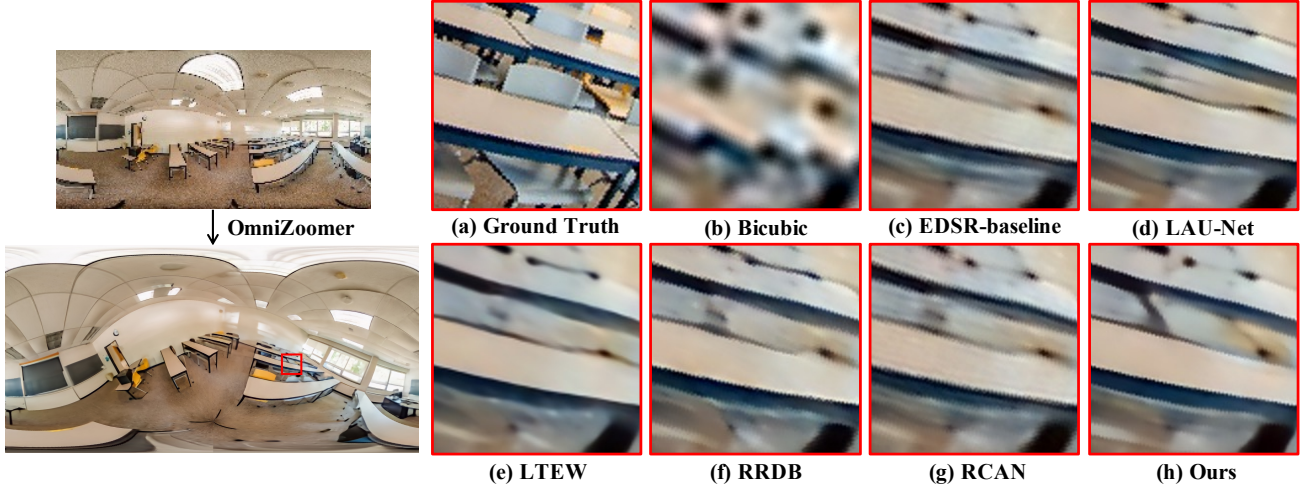 OmniZoomer
(a) Ground Truth
(b) Bicubic
(c) EDSR-baseline
(d) LAU-Net
(e) LTEW
(f) RRDB
(g) RCAN
(h) Ours